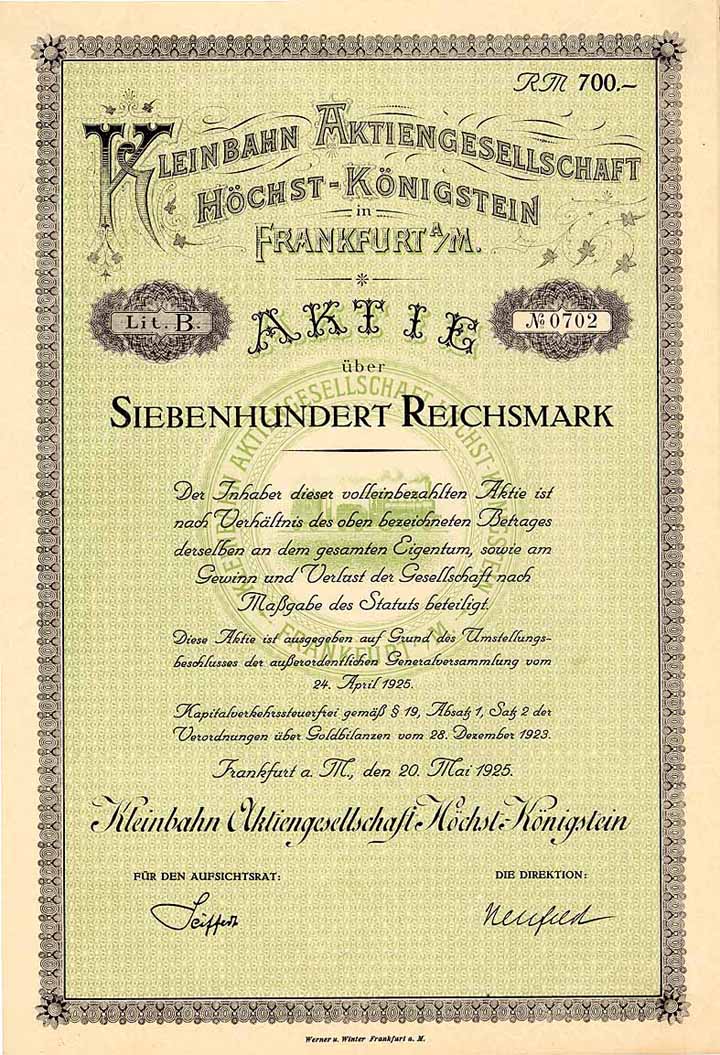 RM 700.–
KLEINBAHN AKTIENGESELLSCHAFT
HÖCHST-KÖNIGSTEIN
in
FRANKFURT A/M.
Lit. B.
AKTIE
№ 0702
über
SIEBENHUNDERT REICHSMARK
Der Inhaber dieser volleinbezahlten Aktie ist
nach Verhältnis des oben bezeichneten Betrages
derselben an dem gesamten Eigentum, sowie am
Gewinn und Verlust der Gesellschaft nach
Maßgabe des Statuts beteiligt.
Diese Aktie ist ausgegeben auf Grund des Umstellungs-
beschlusses der außerordentlichen Generalversammlung vom
24. April 1925.
Kapitalverkehrssteuerfrei gemäß § 19, Absatz 1, Satz 2 der
Verordnungen über Goldbilanzen vom 28. Dezember 1923.
Frankfurt a. M., den 20. Mai 1925.
Kleinbahn Aktiengesellschaft Höchst-Königstein
FÜR DEN AUFSICHTSRAT:
DIE DIREKTION:
Seiffert
Neufeld
Werner u. Winter Frankfurt a. M.